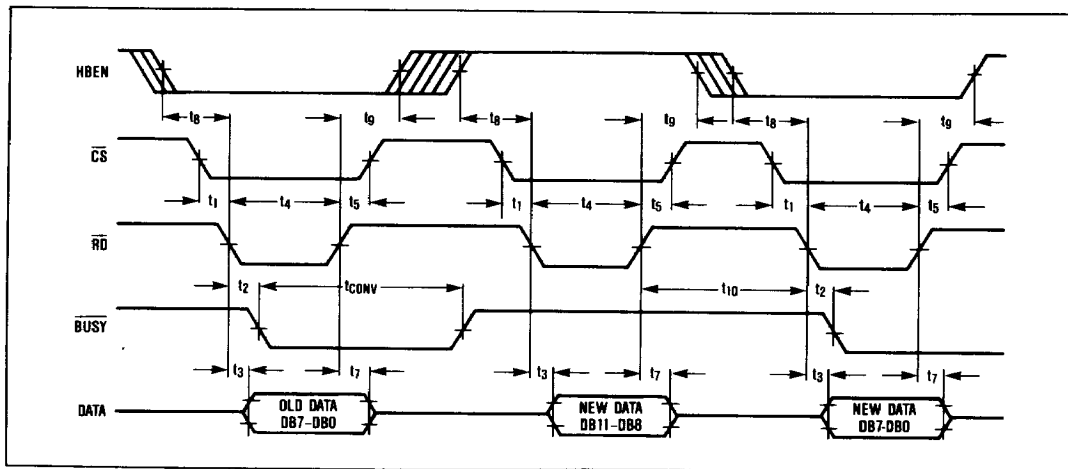 HBEN
t8 t9 t8 t9 t8 t9
CS
t1 t4 t5 t1 t4 t5 t1 t4 t5
RD
t2 tCONV t10 t2
BUSY
t3 t7 t3 t7 t3 t7
DATA
OLD DATA
DB7-DB0
NEW DATA
DB11-DB8
NEW DATA
DB7-DB0